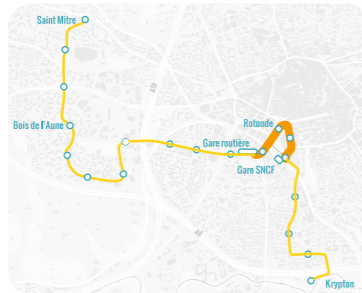 Saint Mitre
Bois de l'Aune
Rotonde
Gare routière
Gare SNCF
Krypton